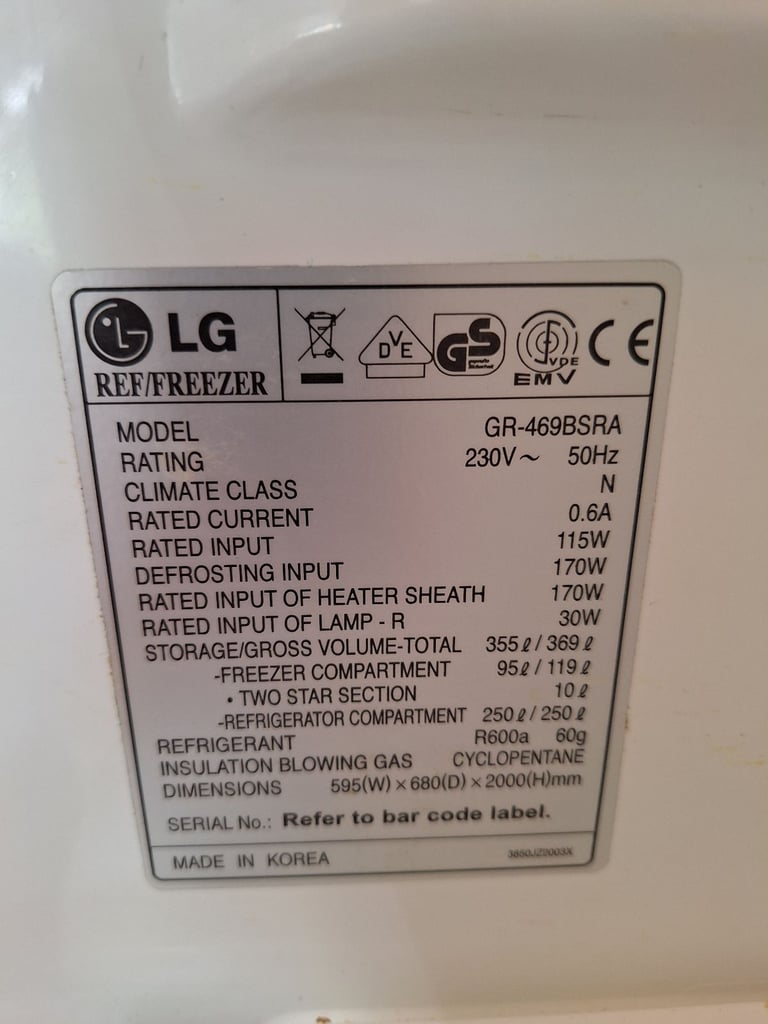 LG
REF/FREEZER
DVE
GS
geprüfte
Sicherheit
VDE
EMV
CE
MODEL GR-469BSRA
RATING 230V~ 50Hz
CLIMATE CLASS N
RATED CURRENT 0.6A
RATED INPUT 115W
DEFROSTING INPUT 170W
RATED INPUT OF HEATER SHEATH 170W
RATED INPUT OF LAMP - R 30W
STORAGE/GROSS VOLUME-TOTAL 355ℓ/369ℓ
-FREEZER COMPARTMENT 95ℓ/119ℓ
• TWO STAR SECTION 10ℓ
-REFRIGERATOR COMPARTMENT 250ℓ/250ℓ
REFRIGERANT R600a 60g
INSULATION BLOWING GAS CYCLOPENTANE
DIMENSIONS 595(W)×680(D)×2000(H)mm
SERIAL No.: Refer to bar code label.
MADE IN KOREA 3850JZ2003X